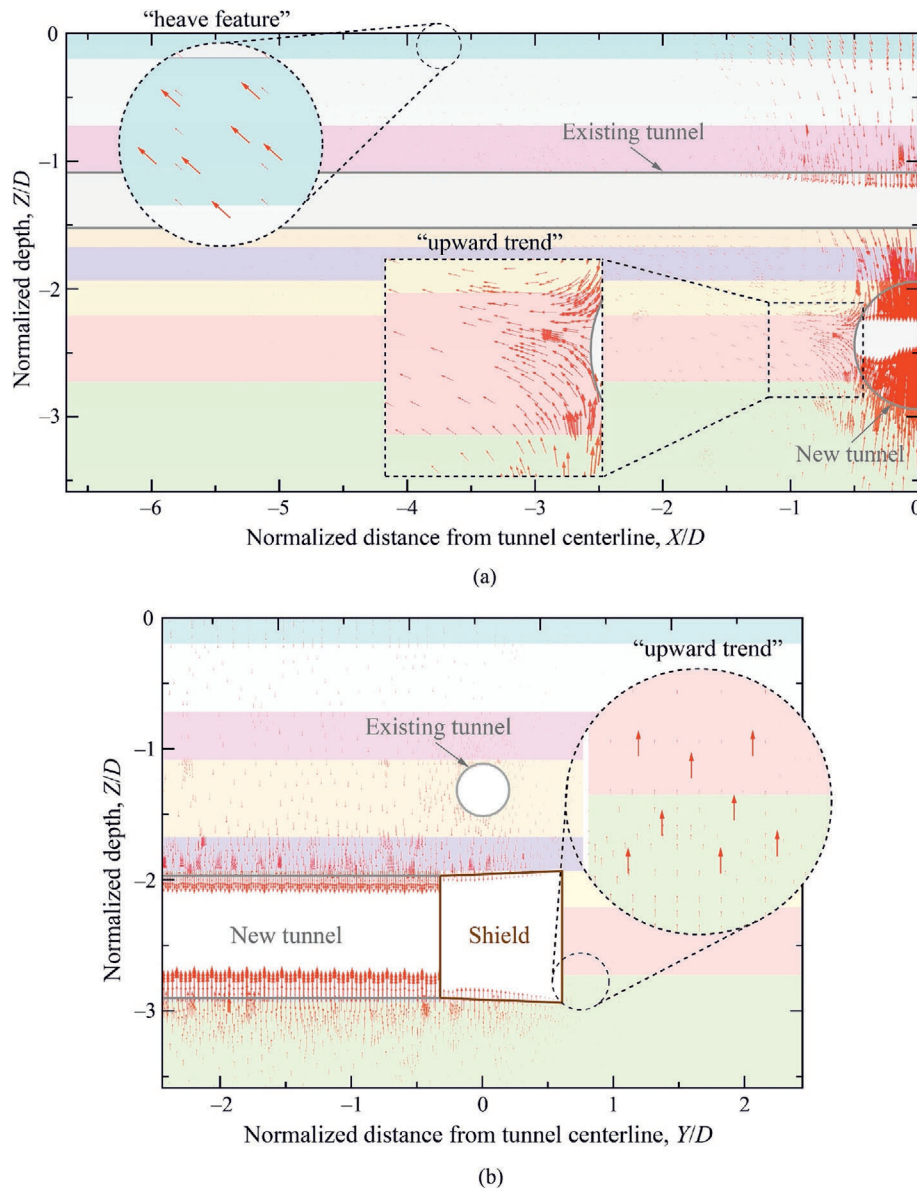 “heave feature”
0
Existing tunnel
−1
“upward trend”
−2
−3
New tunnel
Normalized depth, Z/D
−6
−5
−4
−3
−2
−1
0
Normalized distance from tunnel centerline, X/D
(a)
0
“upward trend”
Existing tunnel
−1
−2
New tunnel
Shield
−3
Normalized depth, Z/D
−2
−1
0
1
2
Normalized distance from tunnel centerline, Y/D
(b)